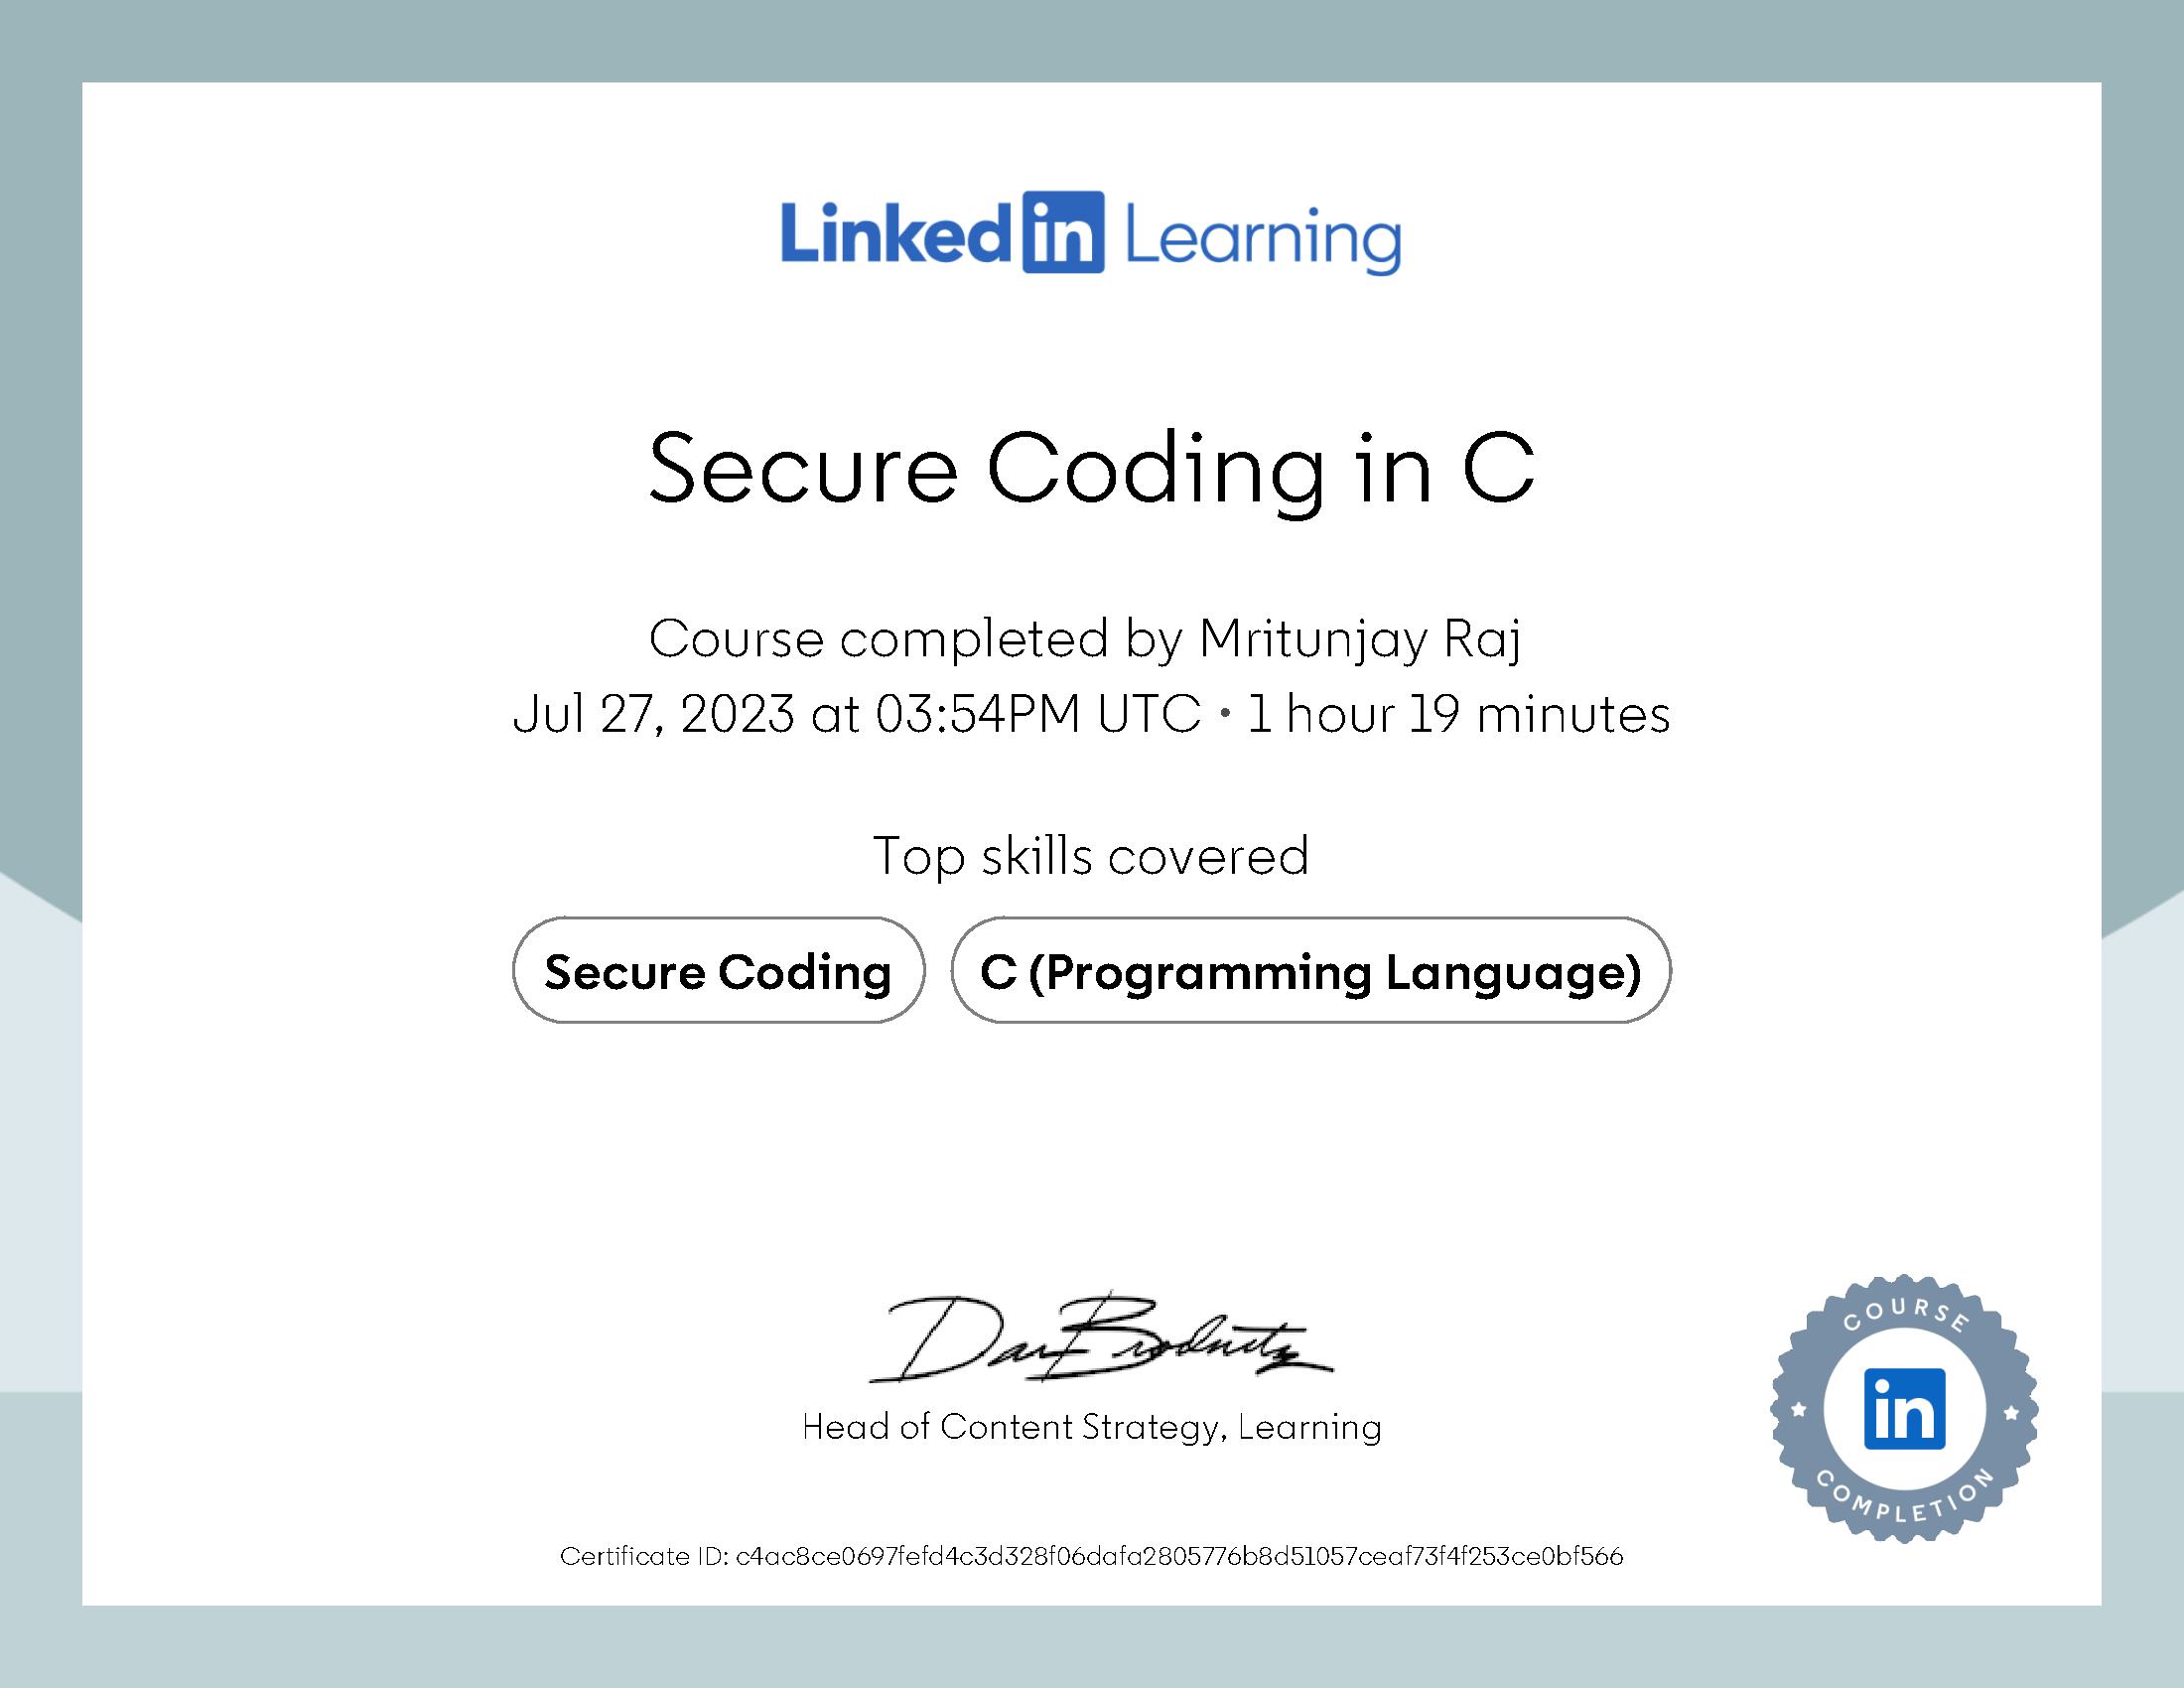 Linked in Learning
Secure Coding in C
Course completed by Mritunjay Raj
Jul 27, 2023 at 03:54PM UTC • 1 hour 19 minutes
Top skills covered
Secure Coding
C (Programming Language)
Dan Brodnitz
Head of Content Strategy, Learning
COURSE
in
COMPLETION
Certificate ID: c4ac8ce0697fefd4c3d328f06dafa2805776b8d51057ceaf73f4f253ce0bf566